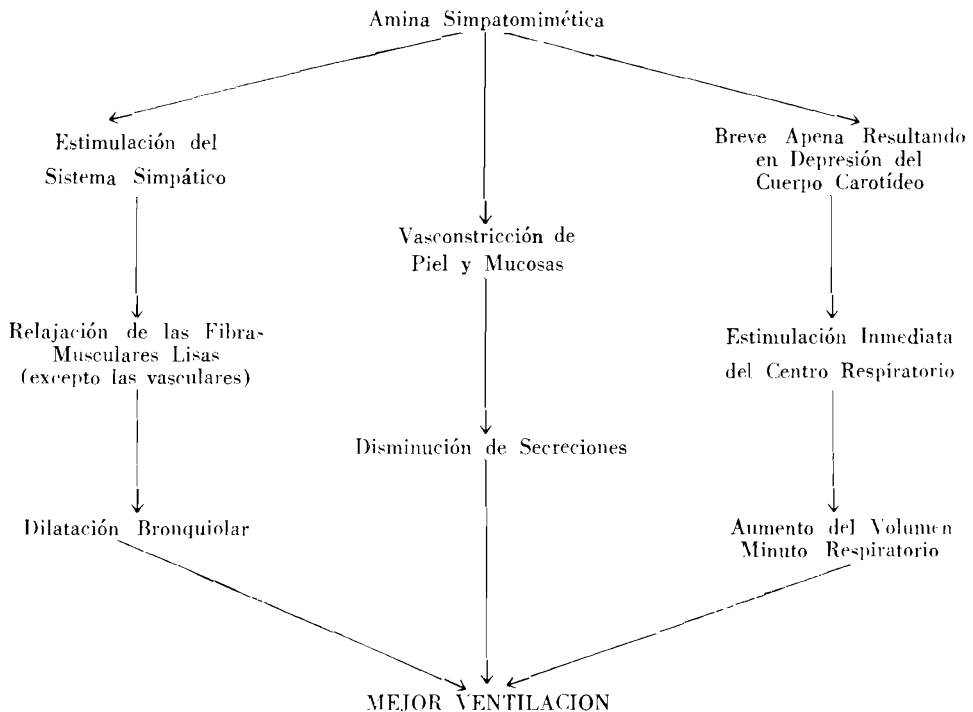 Amina Simpatomimética
Estimulación del
Sistema Simpático
Breve Apena Resultando
en Depresión del
Cuerpo Carotídeo
Vasconstricción de
Piel y Mucosas
Relajación de las Fibra-
Musculares Lisas
(excepto las vasculares)
Estimulación Inmediata
del Centro Respiratorio
Disminución de Secreciones
Dilatación Bronquiolar
Aumento del Volumen
Minuto Respiratorio
MEJOR VENTILACION